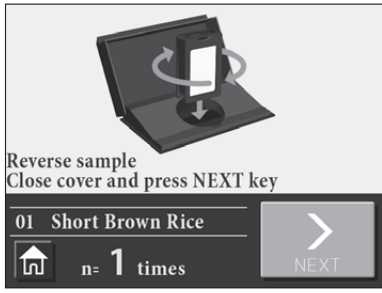 Reverse sample
Close cover and press NEXT key
01 Short Brown Rice
n= 1 times
NEXT